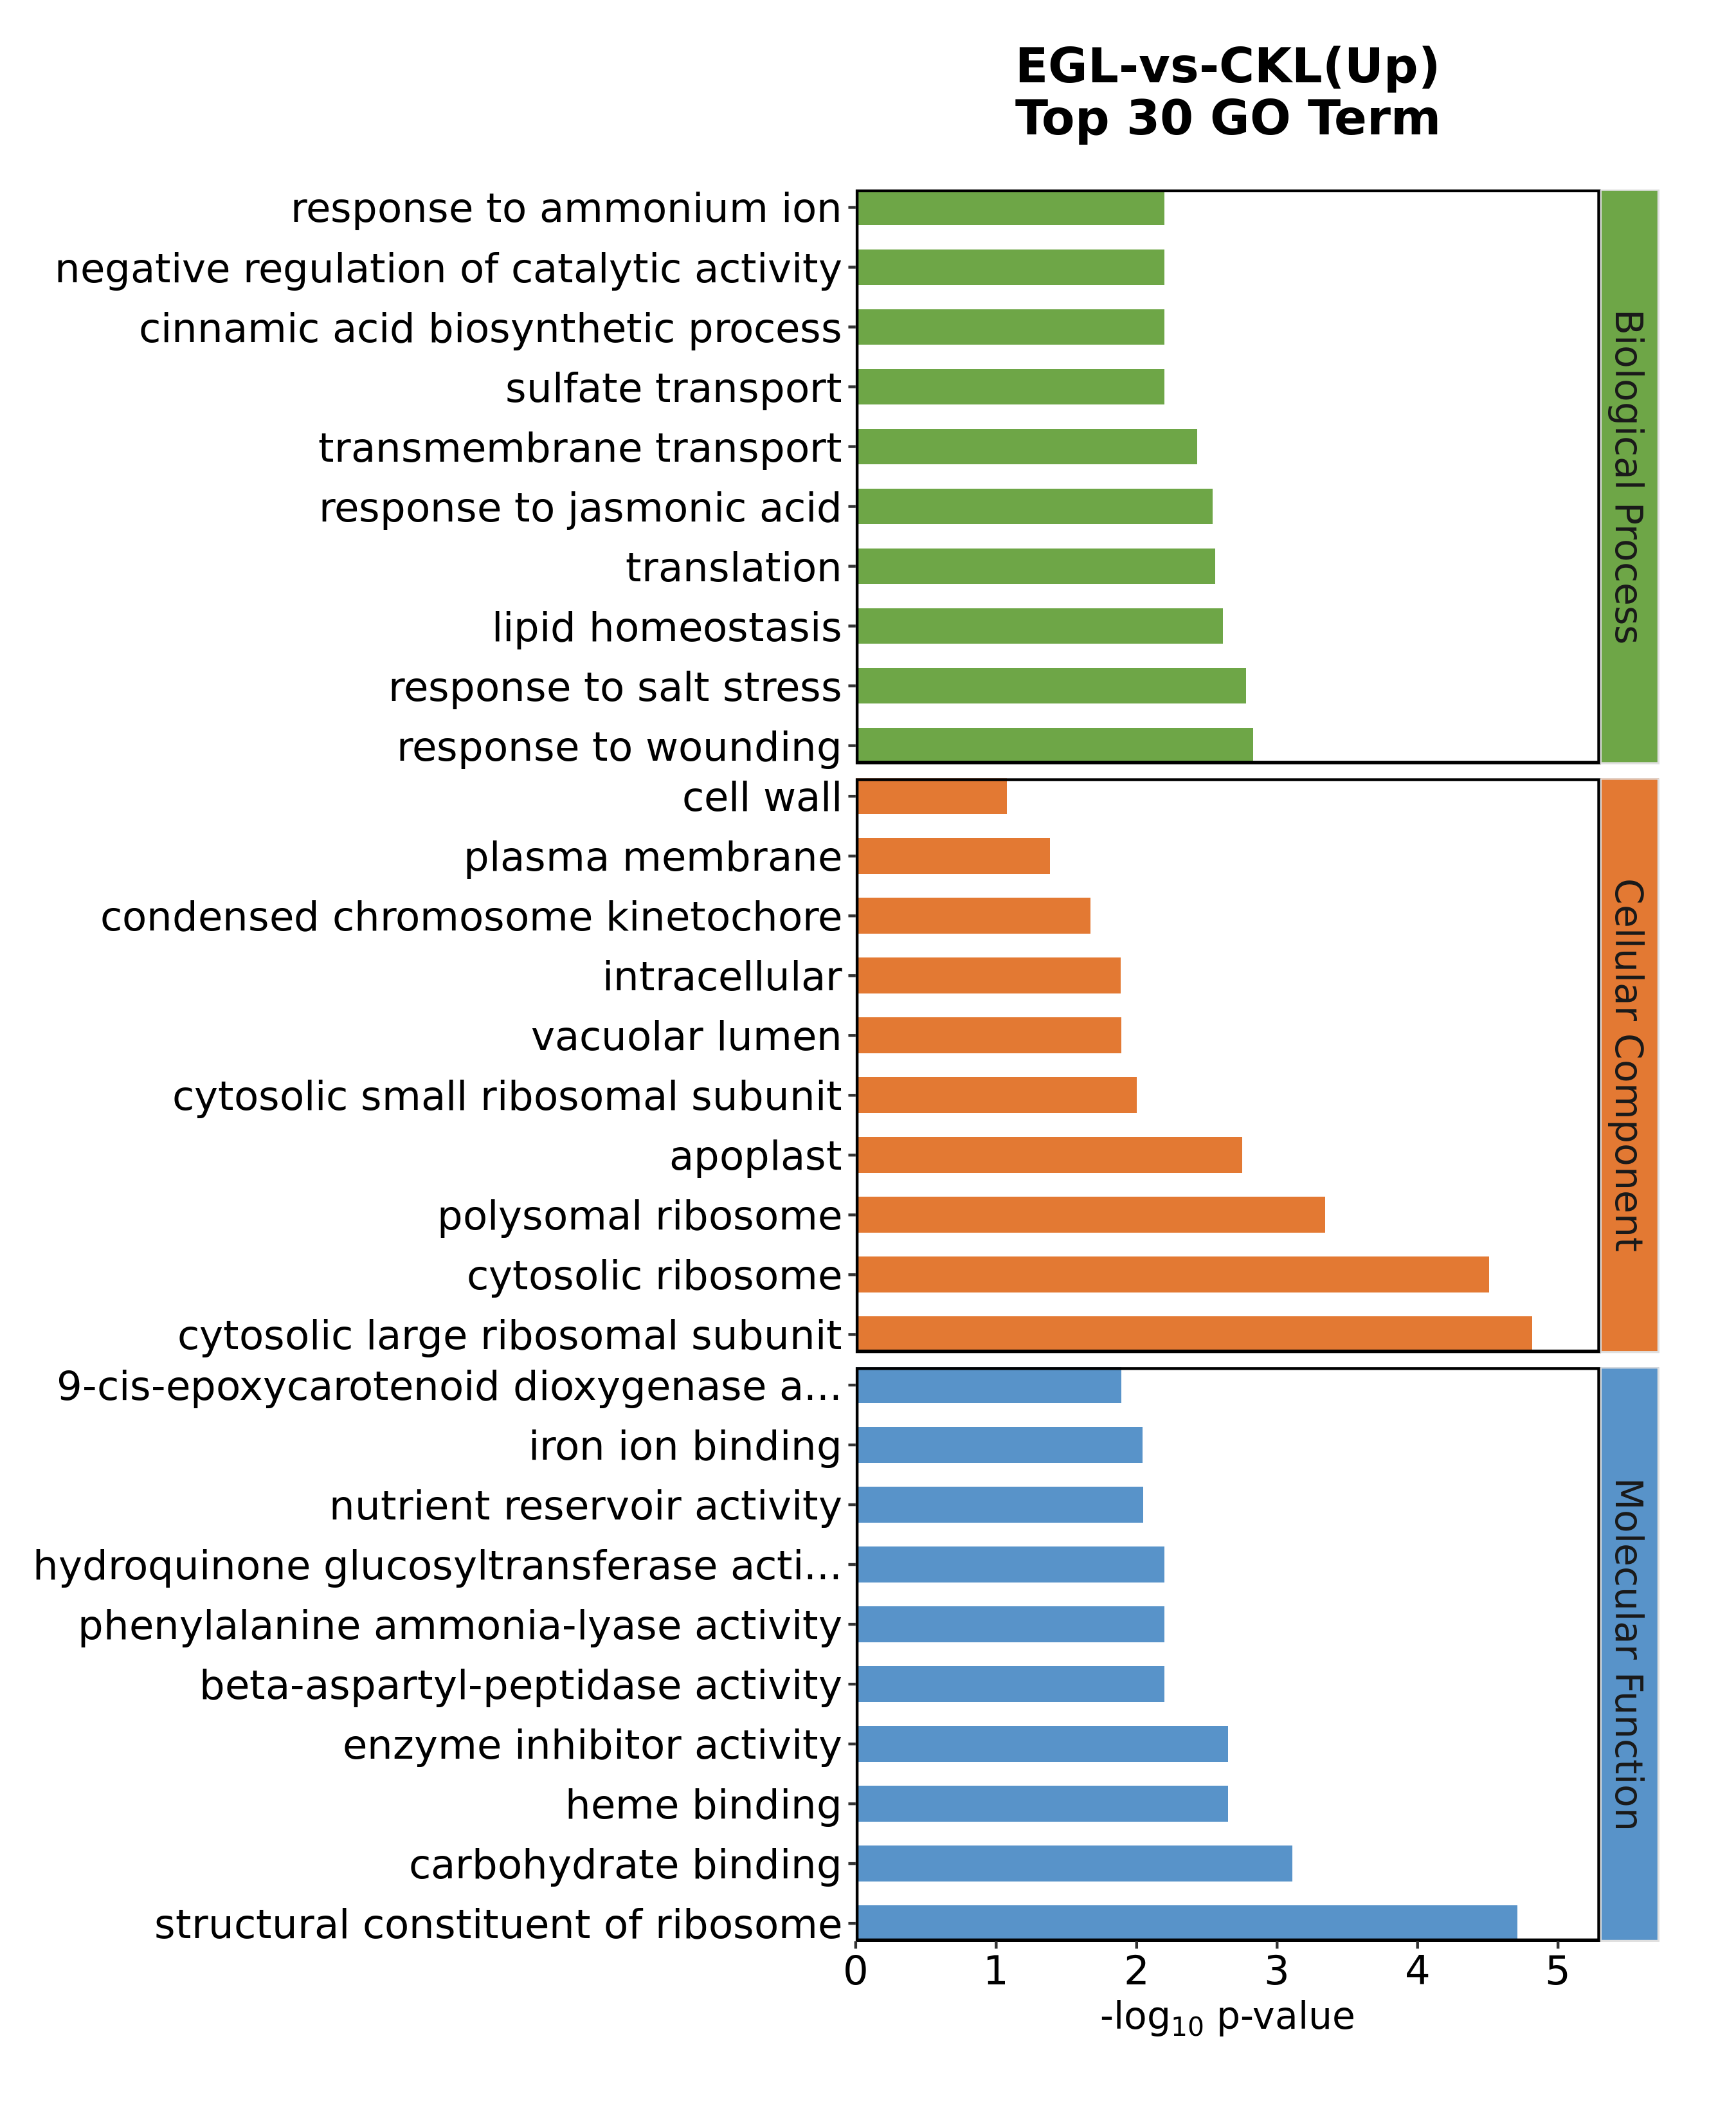 EGL-vs-CKL(Up)
Top 30 GO Term
response to ammonium ion
negative regulation of catalytic activity
cinnamic acid biosynthetic process
sulfate transport
transmembrane transport
response to jasmonic acid
translation
lipid homeostasis
response to salt stress
response to wounding
Biological Process
cell wall
plasma membrane
condensed chromosome kinetochore
intracellular
vacuolar lumen
cytosolic small ribosomal subunit
apoplast
polysomal ribosome
cytosolic ribosome
cytosolic large ribosomal subunit
Cellular Component
9-cis-epoxycarotenoid dioxygenase a...
iron ion binding
nutrient reservoir activity
hydroquinone glucosyltransferase acti...
phenylalanine ammonia-lyase activity
beta-aspartyl-peptidase activity
enzyme inhibitor activity
heme binding
carbohydrate binding
structural constituent of ribosome
Molecular Function
0 1 2 3 4 5
-log₁₀ p-value